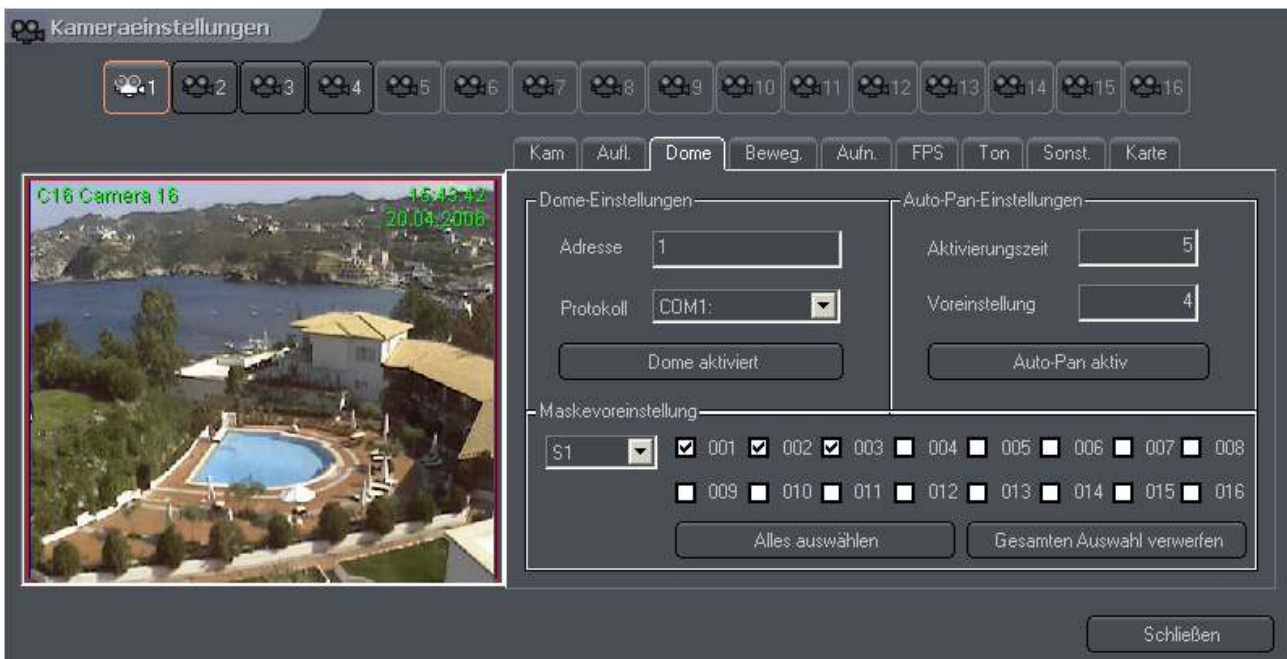 Kameraeinstellungen
1 2 3 4 5 6 7 8 9 10 11 12 13 14 15 16
Kam Aufl. Dome Beweg. Aufn. FPS Ton Sonst. Karte
C16 Camera 16 15:43:42
20.04.2006
Dome-Einstellungen Auto-Pan-Einstellungen
Adresse 1 Aktivierungszeit 5
Protokoll COM1: Voreinstellung 4
Dome aktiviert Auto-Pan aktiv
Maskevoreinstellung
S1 001 002 003 004 005 006 007 008
009 010 011 012 013 014 015 016
Alles auswählen Gesamten Auswahl verwerfen
Schließen